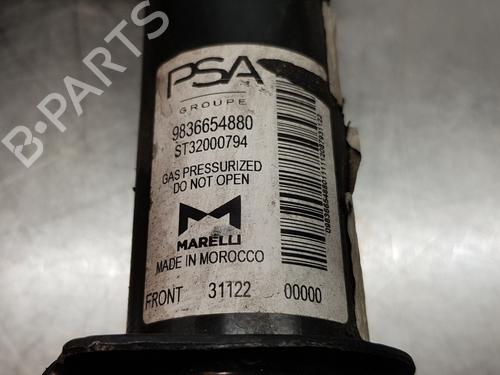 B-PARTS
PSA
GROUPE
9836654880
ST32000794
GAS PRESSURIZED
DO NOT OPEN
MARELLI
MADE IN MOROCCO
FRONT 31122 00000